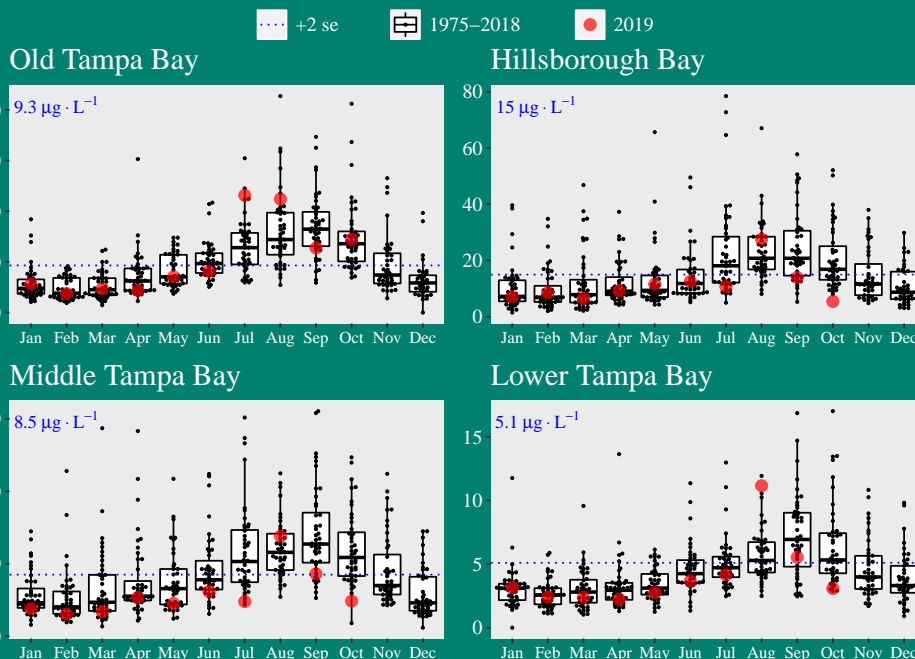 +2 se 1975–2018 2019
Old Tampa Bay Hillsborough Bay
9.3 μg · L⁻¹ 15 μg · L⁻¹
80
60
40
20
0
Jan Feb Mar Apr May Jun Jul Aug Sep Oct Nov Dec Jan Feb Mar Apr May Jun Jul Aug Sep Oct Nov Dec
Middle Tampa Bay Lower Tampa Bay
8.5 μg · L⁻¹ 5.1 μg · L⁻¹
15
10
5
0
Jan Feb Mar Apr May Jun Jul Aug Sep Oct Nov Dec Jan Feb Mar Apr May Jun Jul Aug Sep Oct Nov Dec